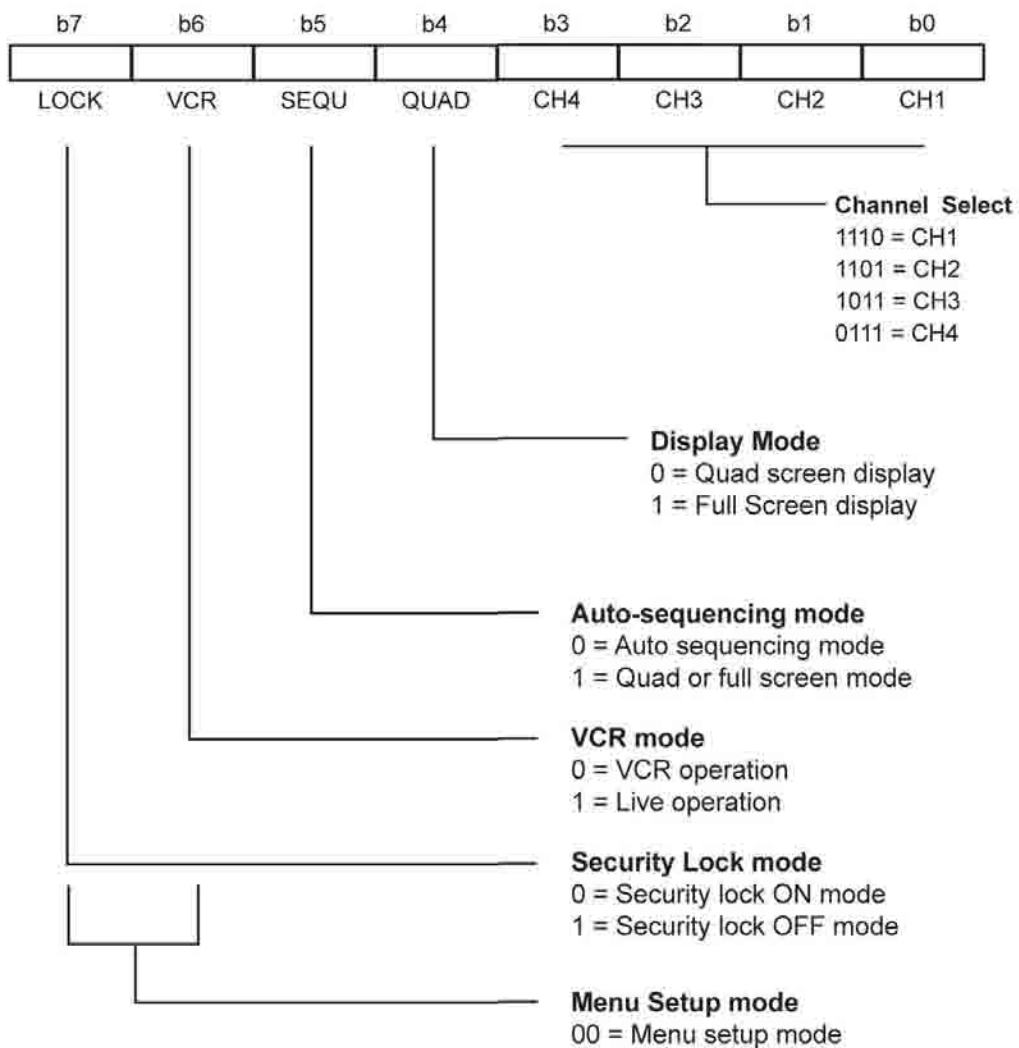 b7 b6 b5 b4 b3 b2 b1 b0
LOCK VCR SEQU QUAD CH4 CH3 CH2 CH1
Channel Select
1110 = CH1
1101 = CH2
1011 = CH3
0111 = CH4
Display Mode
0 = Quad screen display
1 = Full Screen display
Auto-sequencing mode
0 = Auto sequencing mode
1 = Quad or full screen mode
VCR mode
0 = VCR operation
1 = Live operation
Security Lock mode
0 = Security lock ON mode
1 = Security lock OFF mode
Menu Setup mode
00 = Menu setup mode